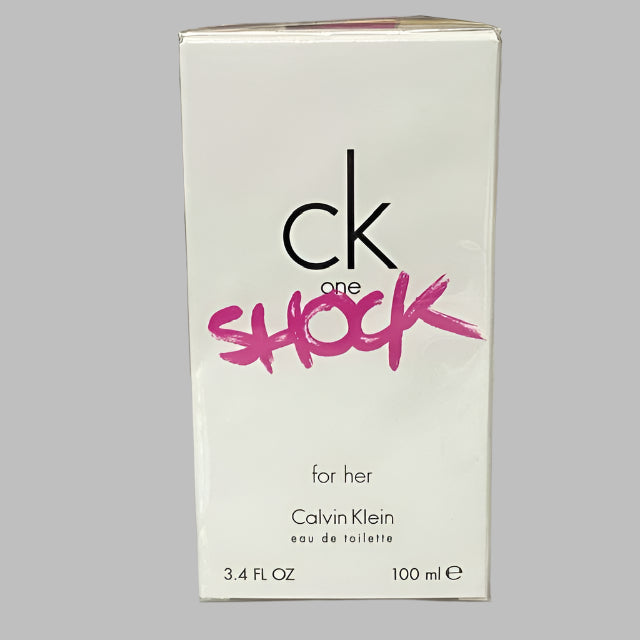 ck
one
SHOCK
for her
Calvin Klein
eau de toilette
3.4 FL OZ 100 ml ℮